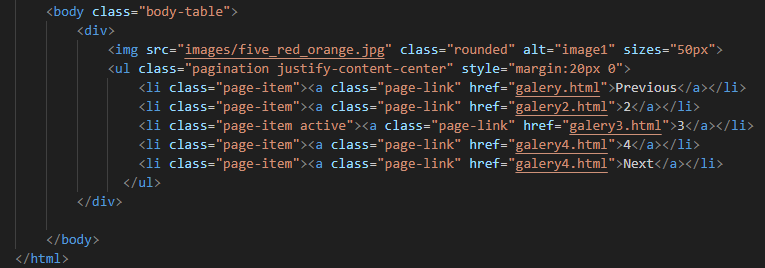 <body class="body-table">
<div>
<img src="images/five_red_orange.jpg" class="rounded" alt="image1" sizes="50px">
<ul class="pagination justify-content-center" style="margin:20px 0">
<li class="page-item"><a class="page-link" href="galery.html">Previous</a></li>
<li class="page-item"><a class="page-link" href="galery2.html">2</a></li>
<li class="page-item active"><a class="page-link" href="galery3.html">3</a></li>
<li class="page-item"><a class="page-link" href="galery4.html">4</a></li>
<li class="page-item"><a class="page-link" href="galery4.html">Next</a></li>
</ul>
</div>
</body>
</html>